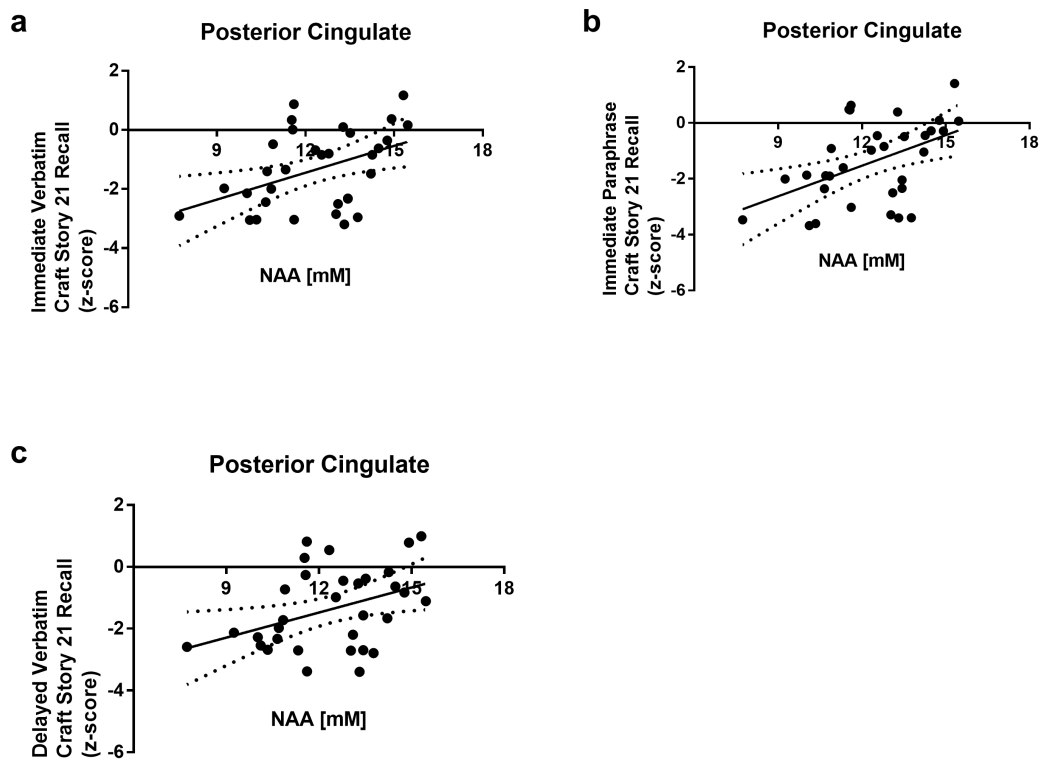 a
Posterior Cingulate
Immediate Verbatim
Craft Story 21 Recall
(z-score)
2
0
-2
-4
-6
9
12
15
18
NAA [mM]
b
Posterior Cingulate
Immediate Paraphrase
Craft Story 21 Recall
(z-score)
2
0
-2
-4
-6
9
12
15
18
NAA [mM]
c
Posterior Cingulate
Delayed Verbatim
Craft Story 21 Recall
(z-score)
2
0
-2
-4
-6
9
12
15
18
NAA [mM]